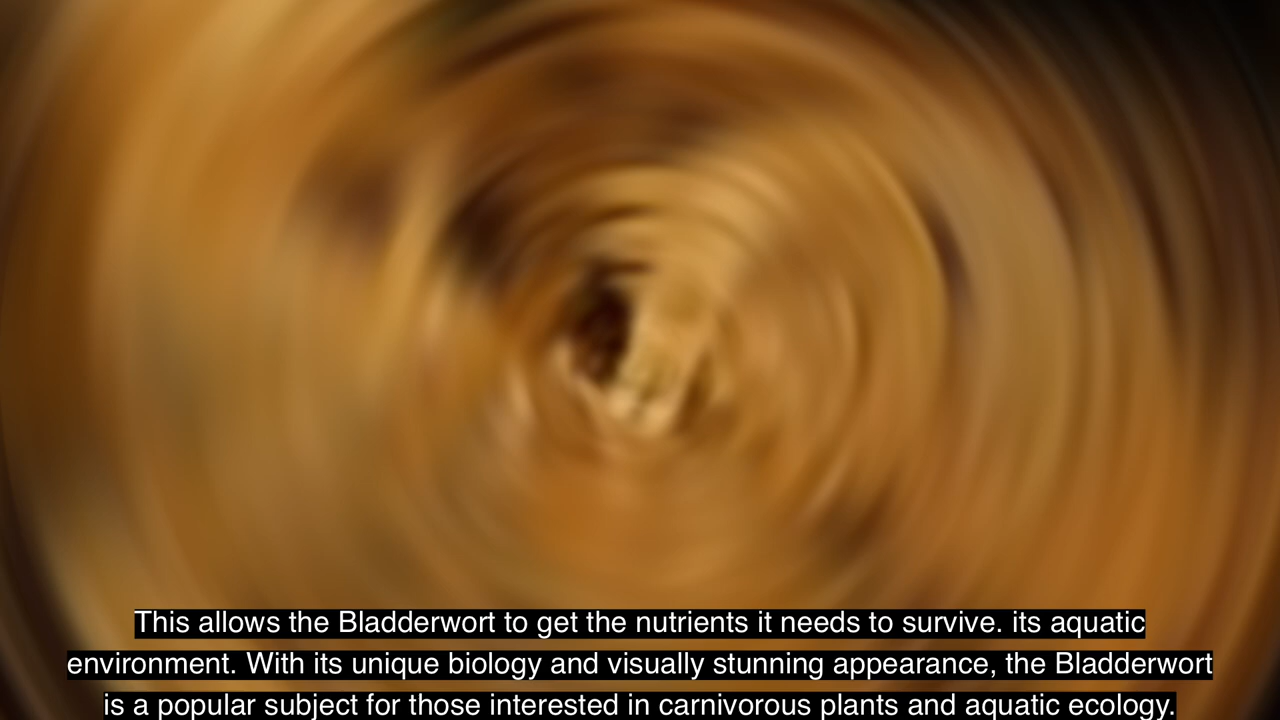 This allows the Bladderwort to get the nutrients it needs to survive. its aquatic
environment. With its unique biology and visually stunning appearance, the Bladderwort
is a popular subject for those interested in carnivorous plants and aquatic ecology.